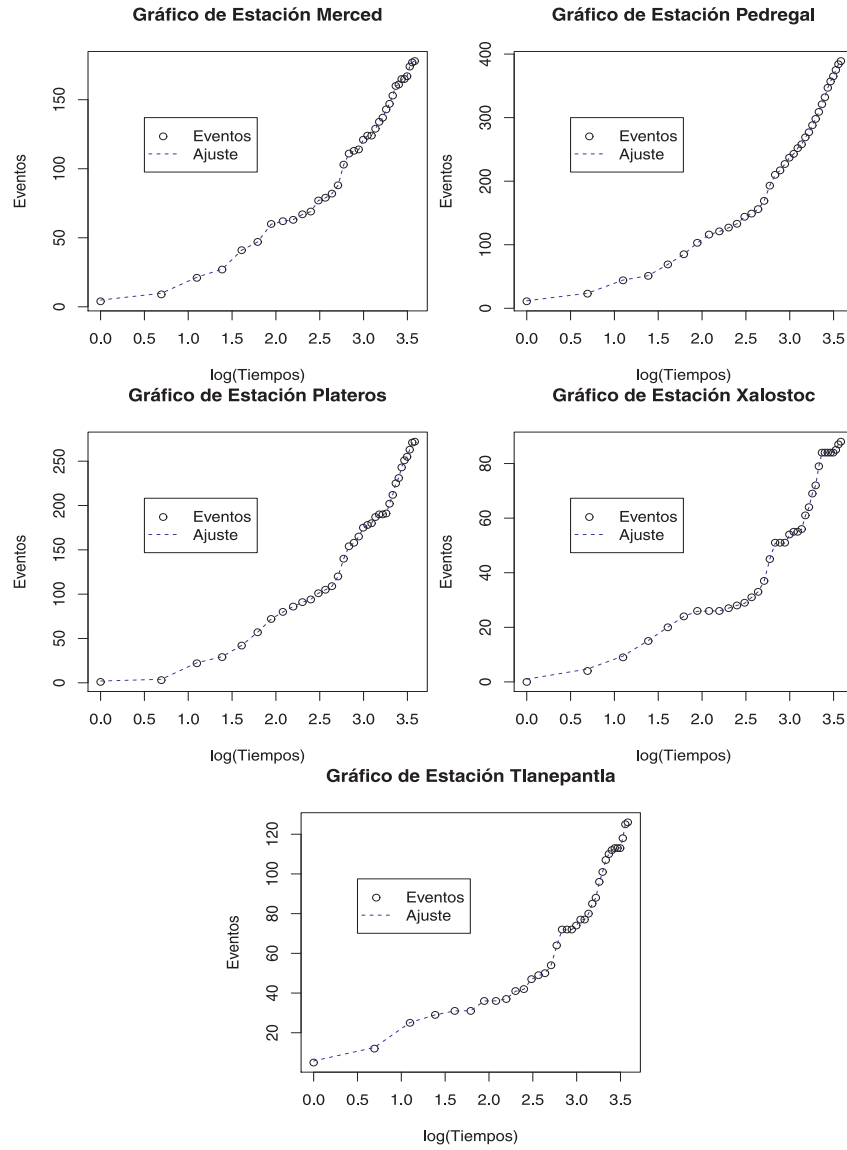 Gráfico de Estación Merced
Eventos
0
50
100
150
Eventos
Ajuste
0.0 0.5 1.0 1.5 2.0 2.5 3.0 3.5
log(Tiempos)
Gráfico de Estación Pedregal
Eventos
0
100
200
300
400
Eventos
Ajuste
0.0 0.5 1.0 1.5 2.0 2.5 3.0 3.5
log(Tiempos)
Gráfico de Estación Plateros
Eventos
0
50
100
150
200
250
Eventos
Ajuste
0.0 0.5 1.0 1.5 2.0 2.5 3.0 3.5
log(Tiempos)
Gráfico de Estación Xalostoc
Eventos
0
20
40
60
80
Eventos
Ajuste
0.0 0.5 1.0 1.5 2.0 2.5 3.0 3.5
log(Tiempos)
Gráfico de Estación Tlanepantla
Eventos
20
40
60
80
100
120
Eventos
Ajuste
0.0 0.5 1.0 1.5 2.0 2.5 3.0 3.5
log(Tiempos)